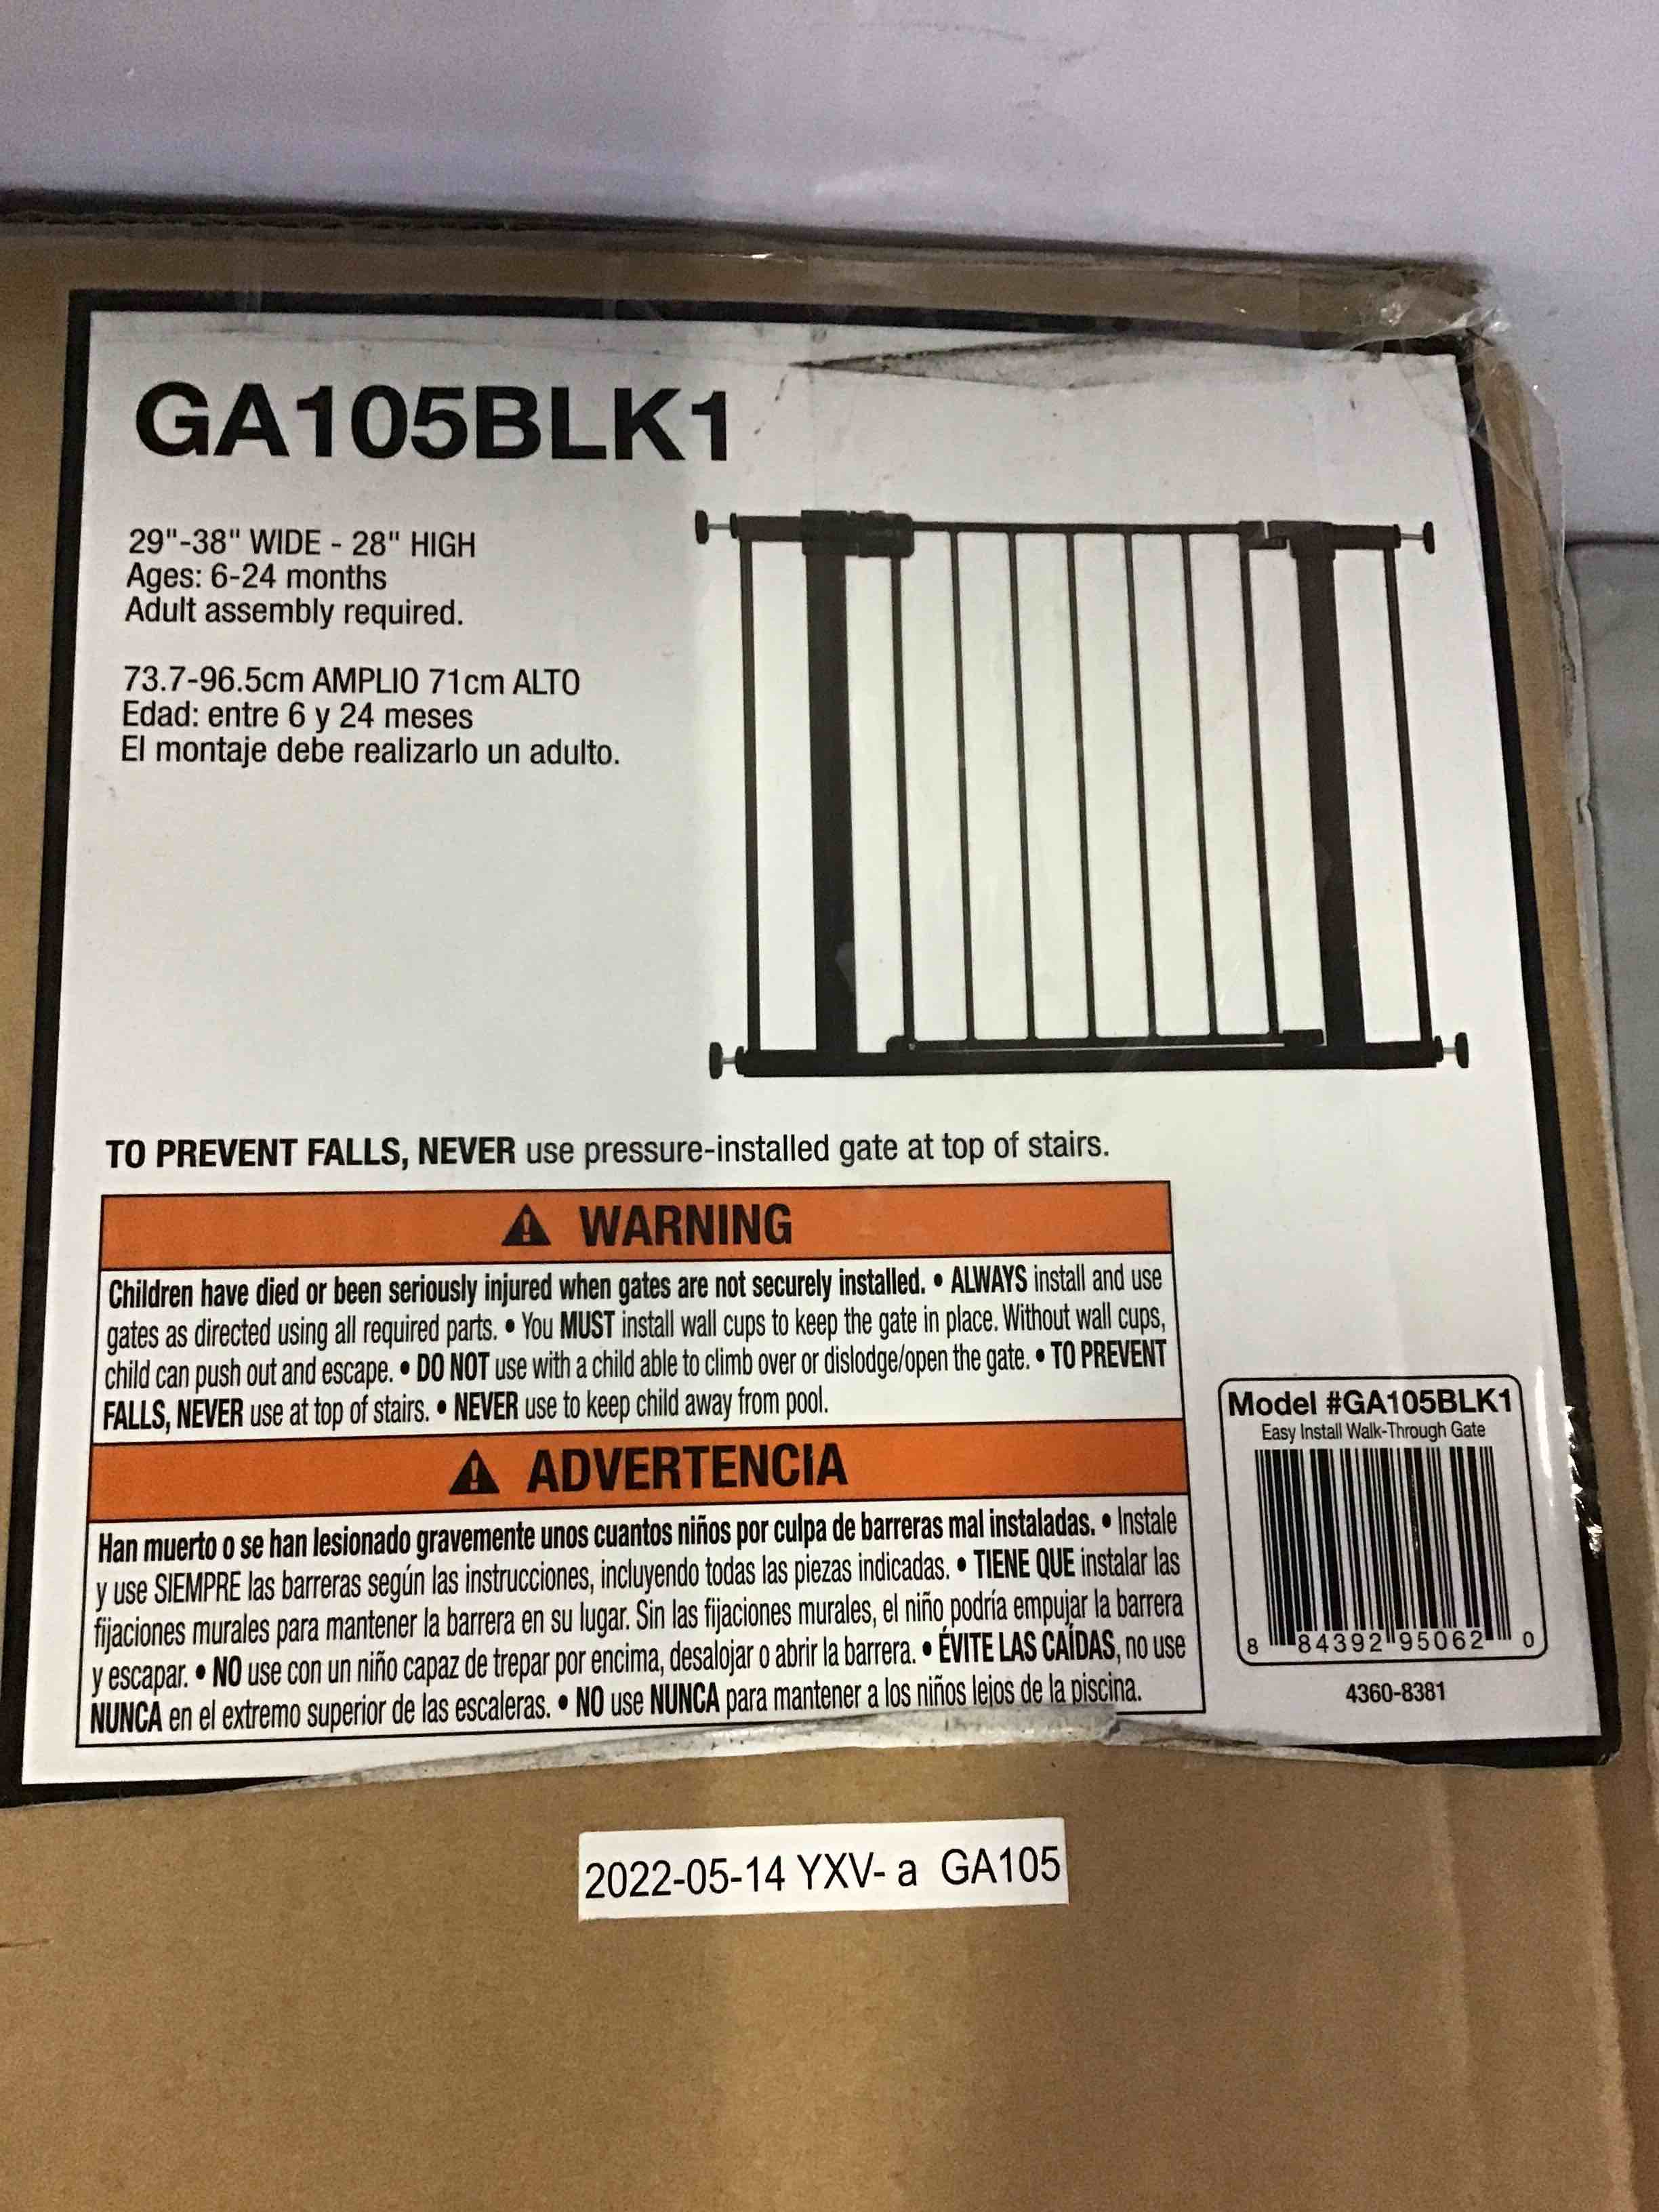 GA105BLK1
29"-38" WIDE - 28" HIGH
Ages: 6-24 months
Adult assembly required.
73.7-96.5cm AMPLIO 71cm ALTO
Edad: entre 6 y 24 meses
El montaje debe realizarlo un adulto.
TO PREVENT FALLS, NEVER use pressure-installed gate at top of stairs.
WARNING
Children have died or been seriously injured when gates are not securely installed. • ALWAYS install and use
gates as directed using all required parts. • You MUST install wall cups to keep the gate in place. Without wall cups,
child can push out and escape. • DO NOT use with a child able to climb over or dislodge/open the gate. • TO PREVENT
FALLS, NEVER use at top of stairs. • NEVER use to keep child away from pool.
ADVERTENCIA
Han muerto o se han lesionado gravemente unos cuantos niños por culpa de barreras mal instaladas. • Instale
y use SIEMPRE las barreras según las instrucciones, incluyendo todas las piezas indicadas. • TIENE QUE instalar las
fijaciones murales para mantener la barrera en su lugar. Sin las fijaciones murales, el niño podría empujar la barrera
y escapar. • NO use con un niño capaz de trepar por encima, desalojar o abrir la barrera. • ÉVITE LAS CAÍDAS, no use
NUNCA en el extremo superior de las escaleras. • NO use NUNCA para mantener a los niños lejos de la piscina.
Model #GA105BLK1
Easy Install Walk-Through Gate
8 84392 95062 0
4360-8381
2022-05-14 YXV- a GA105